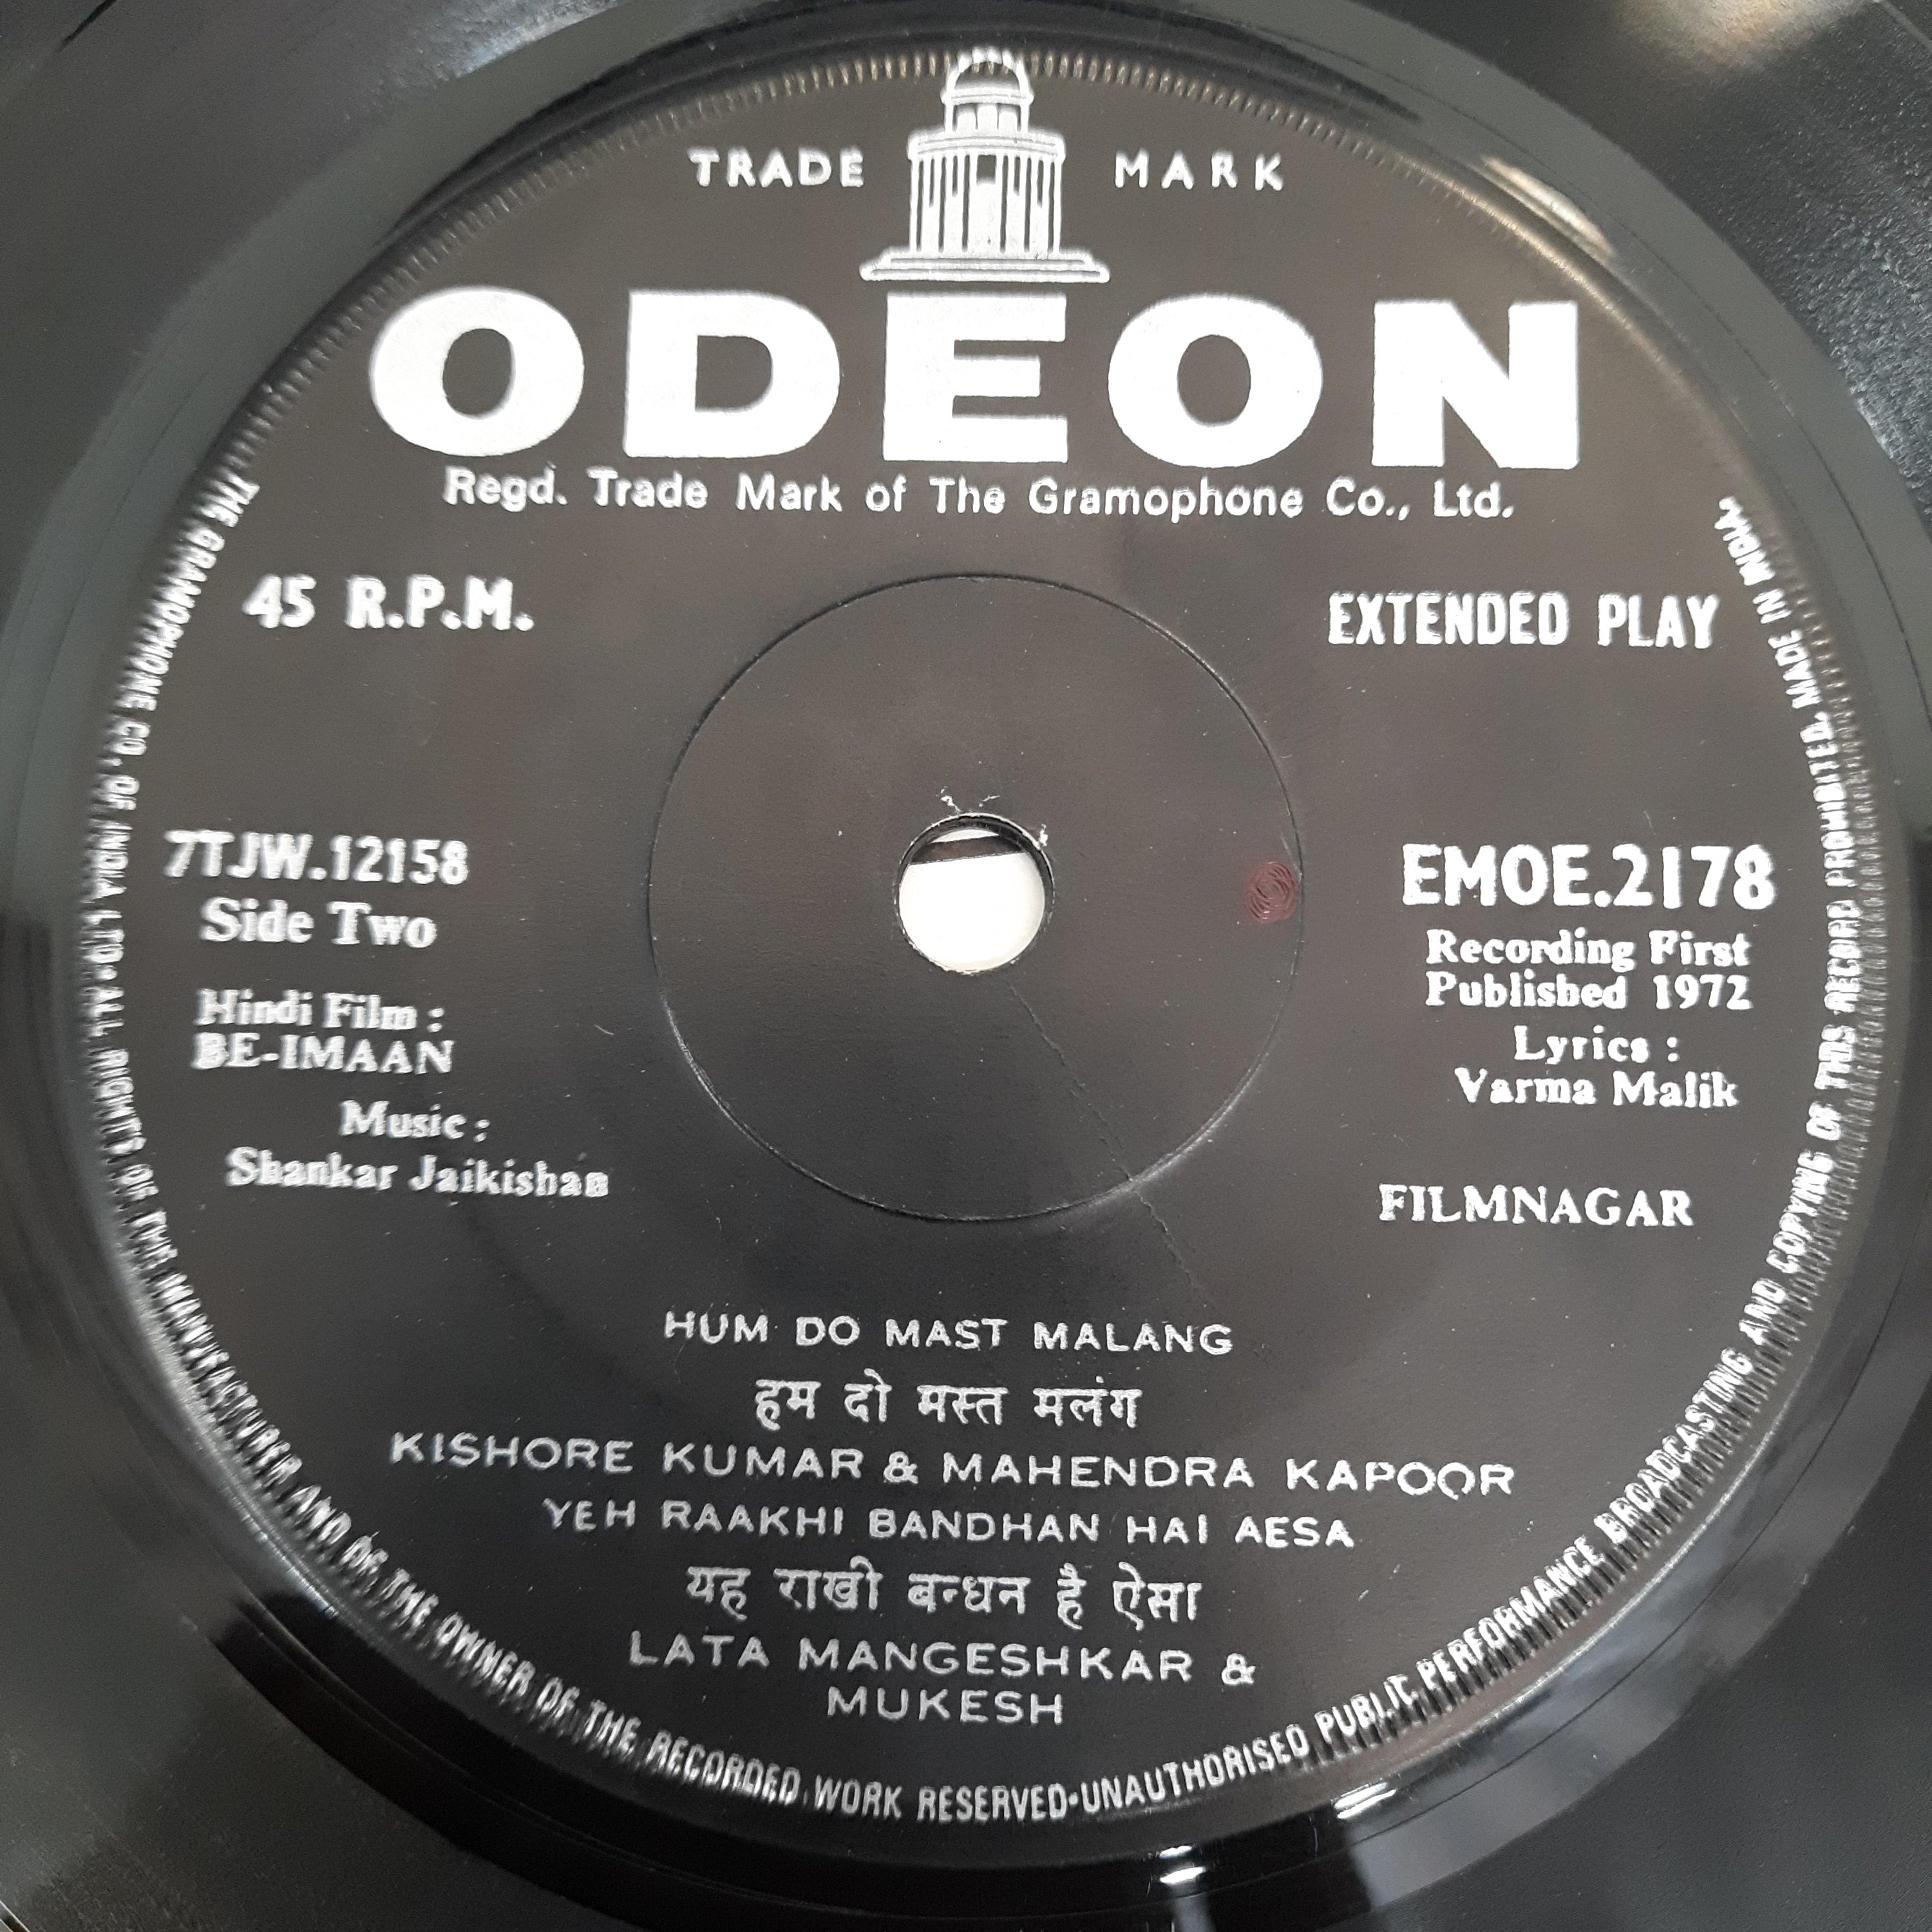 TRADE MARK
ODEON
Regd. Trade Mark of The Gramophone Co., Ltd.
45 R.P.M.
EXTENDED PLAY
7TJW.12158
Side Two
Hindi Film :
BE-IMAAN
Music :
Shankar Jaikishan
EMOE.2178
Recording First
Published 1972
Lyrics :
Varma Malik
FILMNAGAR
HUM DO MAST MALANG
हम दो मस्त मलंग
KISHORE KUMAR & MAHENDRA KAPOOR
YEH RAAKHI BANDHAN HAI AESA
यह राखी बन्धन है ऐसा
LATA MANGESHKAR &
MUKESH
THE GRAMOPHONE CO. OF INDIA LTD. ALL RIGHTS OF THE MANUFACTURER AND OF THE OWNER OF THE RECORDED WORK RESERVED·UNAUTHORISED PUBLIC PERFORMANCE BROADCASTING AND COPYING OF THIS RECORD PROHIBITED. MADE IN INDIA.